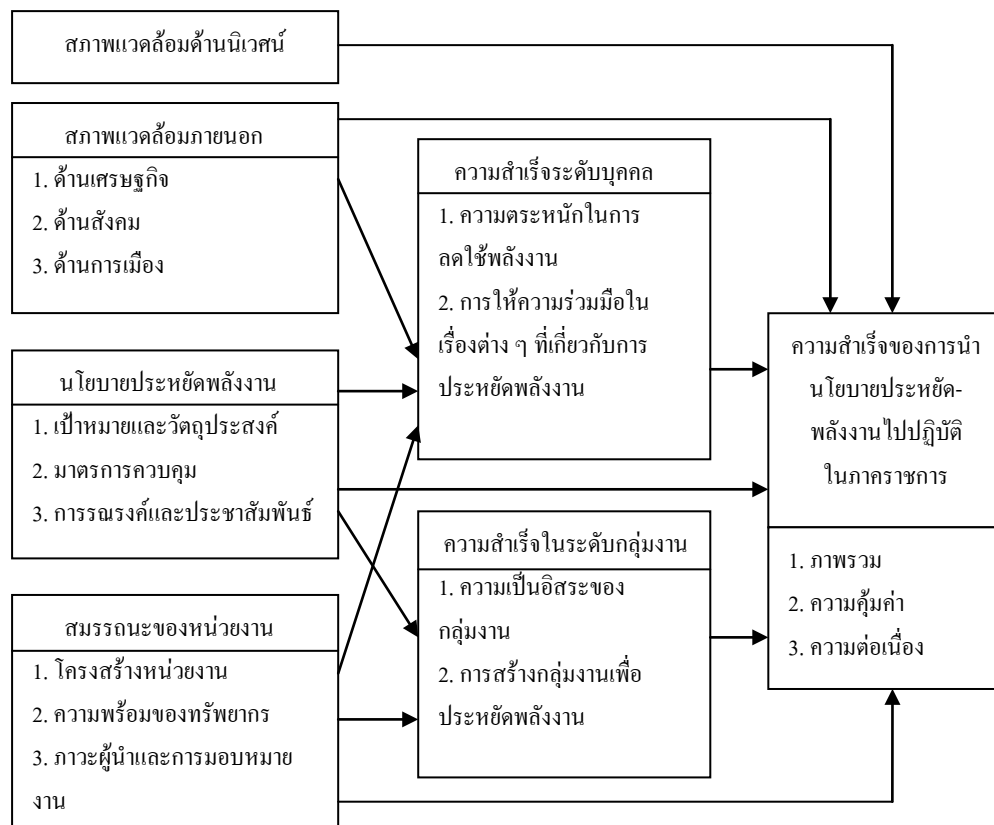 สภาพแวดล้อมด้านนิเวศน์
สภาพแวดล้อมภายนอก
1. ด้านเศรษฐกิจ
2. ด้านสังคม
3. ด้านการเมือง
นโยบายประหยัดพลังงาน
1. เป้าหมายและวัตถุประสงค์
2. มาตรการควบคุม
3. การรณรงค์และประชาสัมพันธ์
สมรรถนะของหน่วยงาน
1. โครงสร้างหน่วยงาน
2. ความพร้อมของทรัพยากร
3. ภาวะผู้นำและการมอบหมาย
งาน
ความสำเร็จระดับบุคคล
1. ความตระหนักในการ
ลดใช้พลังงาน
2. การให้ความร่วมมือใน
เรื่องต่าง ๆ ที่เกี่ยวกับการ
ประหยัดพลังงาน
ความสำเร็จในระดับกลุ่มงาน
1. ความเป็นอิสระของ
กลุ่มงาน
2. การสร้างกลุ่มงานเพื่อ
ประหยัดพลังงาน
ความสำเร็จของการนำ
นโยบายประหยัด-
พลังงานไปปฏิบัติ
ในภาคราชการ
1. ภาพรวม
2. ความคุ้มค่า
3. ความต่อเนื่อง